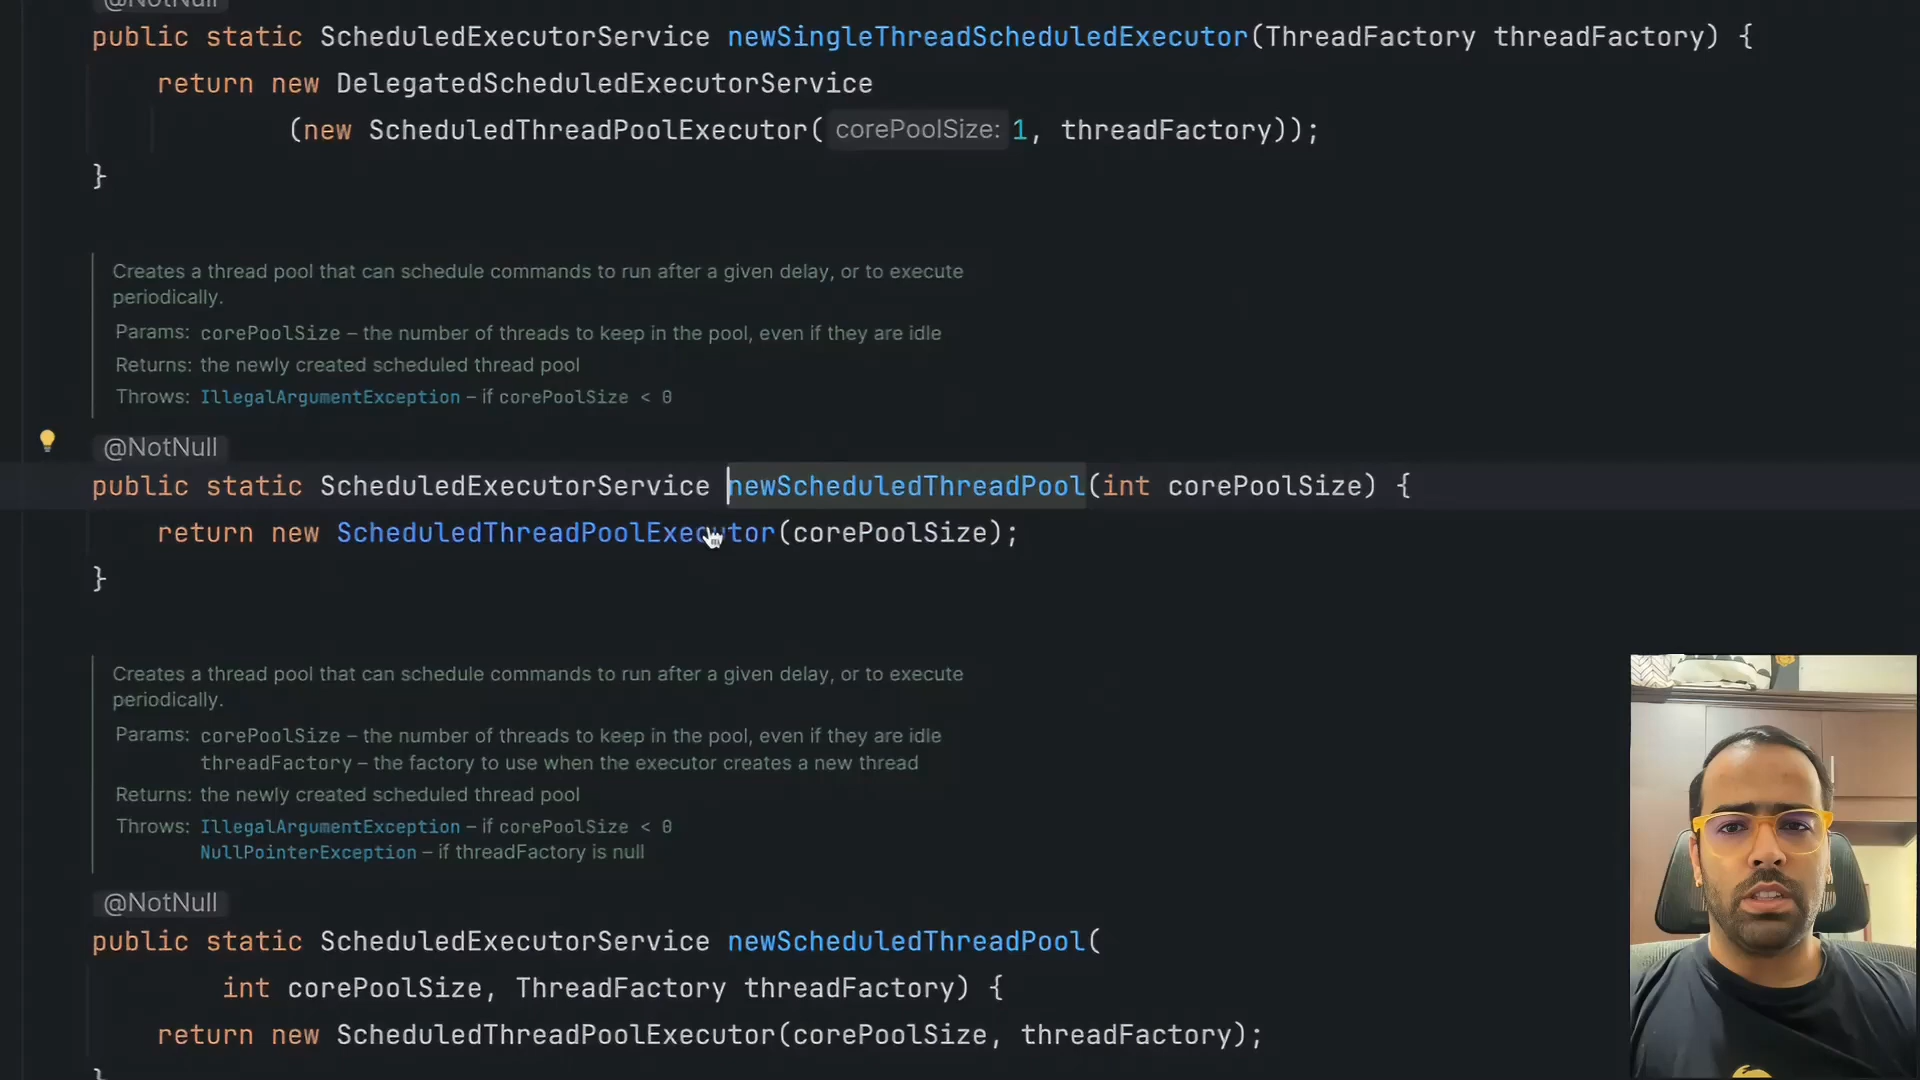 @NotNull
public static ScheduledExecutorService newSingleThreadScheduledExecutor(ThreadFactory threadFactory) {
return new DelegatedScheduledExecutorService
(new ScheduledThreadPoolExecutor( corePoolSize: 1, threadFactory));
}
Creates a thread pool that can schedule commands to run after a given delay, or to execute
periodically.
Params: corePoolSize – the number of threads to keep in the pool, even if they are idle
Returns: the newly created scheduled thread pool
Throws: IllegalArgumentException – if corePoolSize < 0
@NotNull
public static ScheduledExecutorService newScheduledThreadPool(int corePoolSize) {
return new ScheduledThreadPoolExecutor(corePoolSize);
}
Creates a thread pool that can schedule commands to run after a given delay, or to execute
periodically.
Params: corePoolSize – the number of threads to keep in the pool, even if they are idle
threadFactory – the factory to use when the executor creates a new thread
Returns: the newly created scheduled thread pool
Throws: IllegalArgumentException – if corePoolSize < 0
NullPointerException – if threadFactory is null
@NotNull
public static ScheduledExecutorService newScheduledThreadPool(
int corePoolSize, ThreadFactory threadFactory) {
return new ScheduledThreadPoolExecutor(corePoolSize, threadFactory);
}